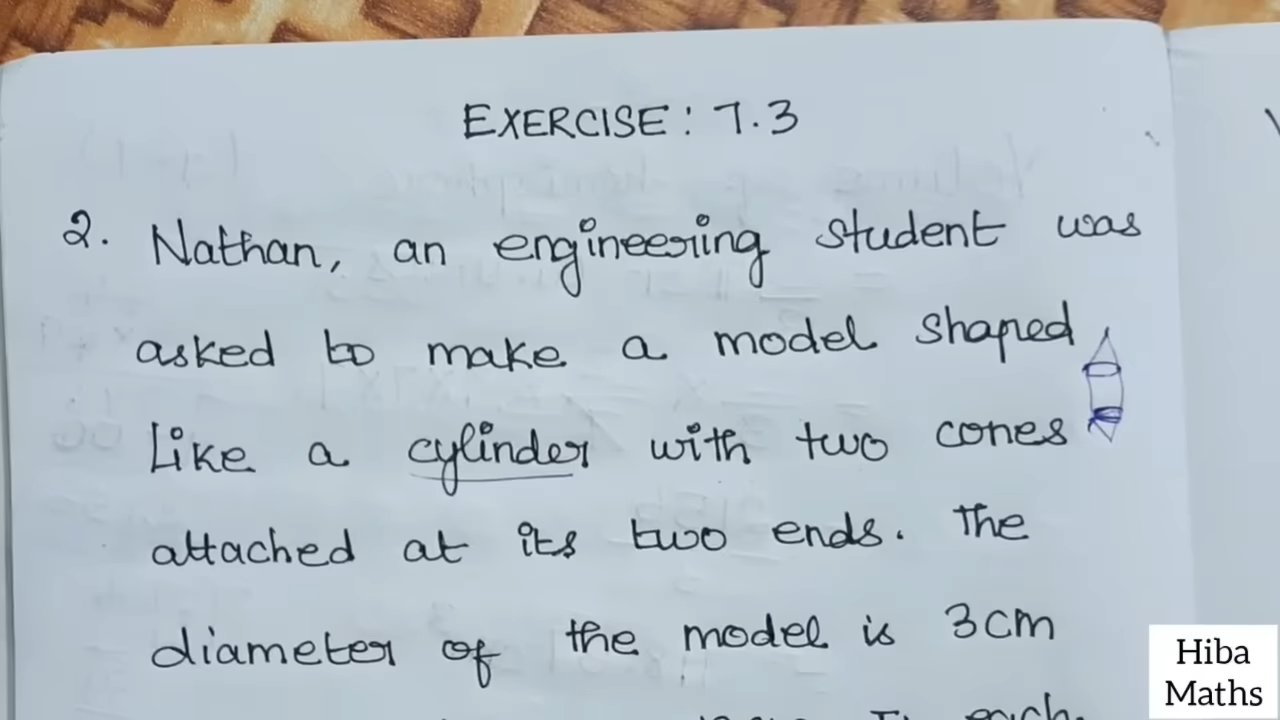 EXERCISE: 7.3
2. Nathan, an engineering student was
asked to make a model shaped
like a cylinder with two cones
attached at its two ends. The
diameter of the model is 3cm
each
Hiba
Maths